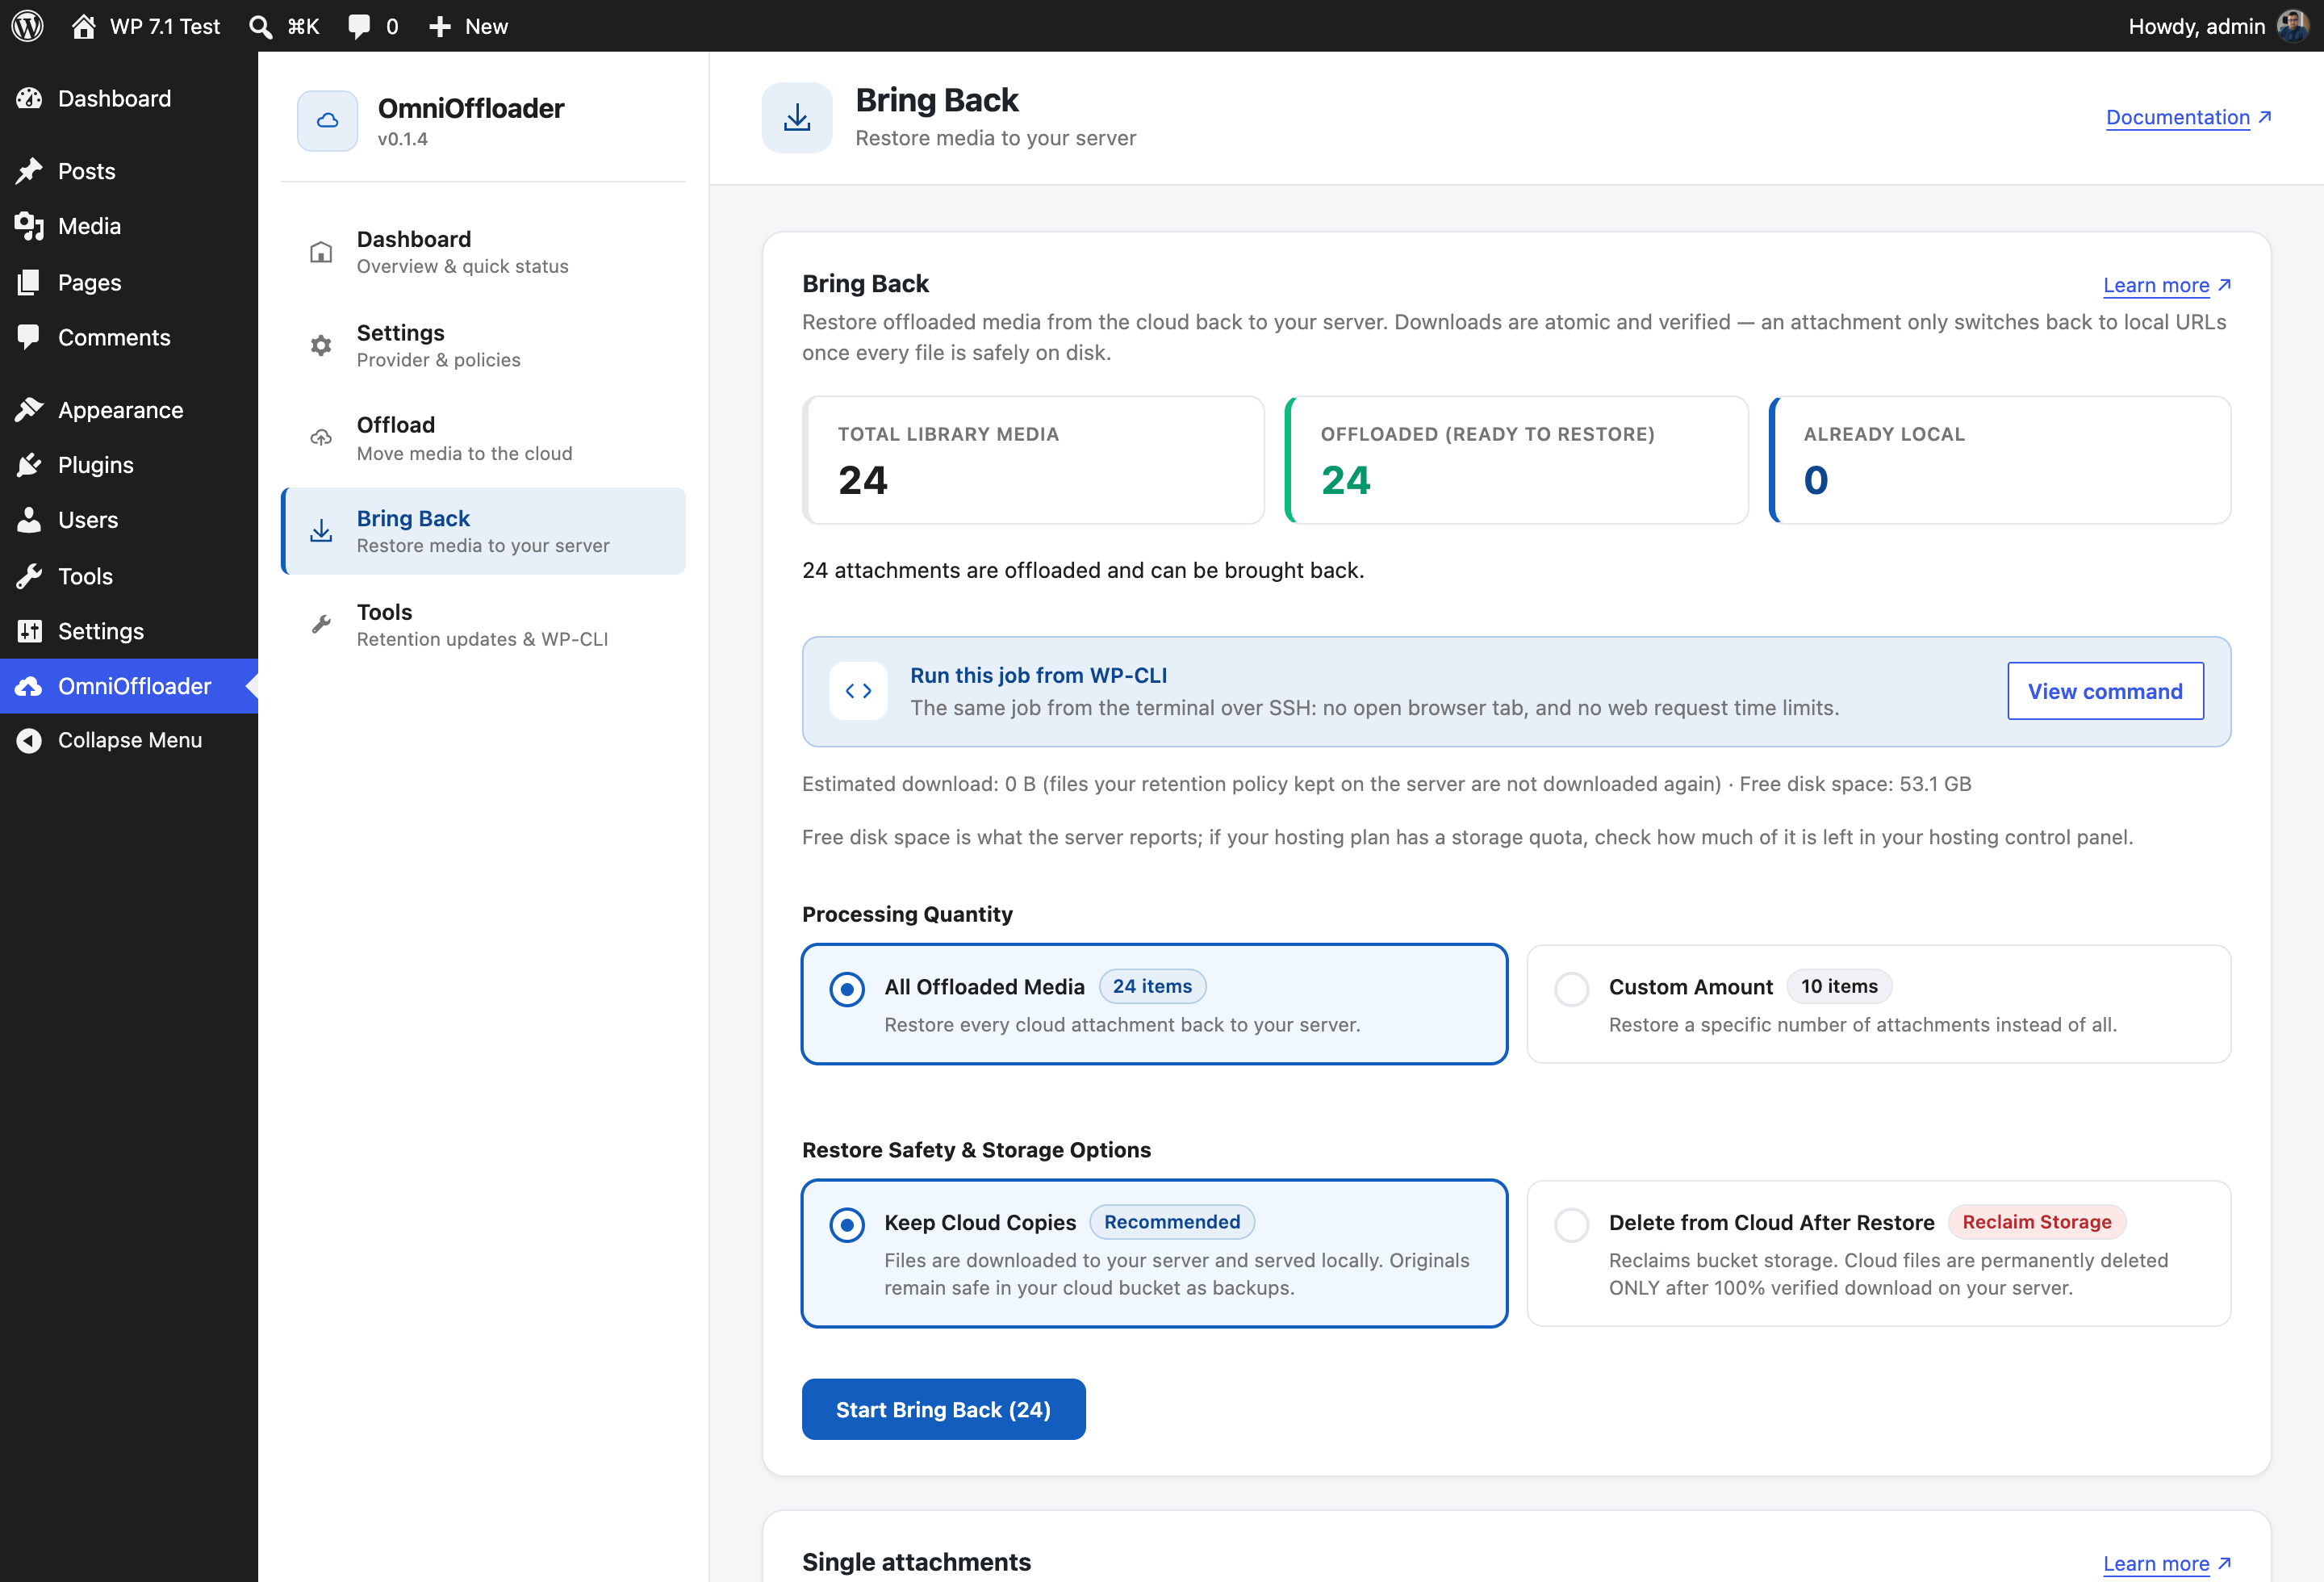 WP 7.1 Test
⌘K
0
New
Howdy, admin
Dashboard
Posts
Media
Pages
Comments
Appearance
Plugins
Users
Tools
Settings
OmniOffloader
Collapse Menu
OmniOffloader
v0.1.4
Dashboard
Overview & quick status
Settings
Provider & policies
Offload
Move media to the cloud
Bring Back
Restore media to your server
Tools
Retention updates & WP-CLI
Bring Back
Restore media to your server
Documentation ↗
Bring Back
Learn more ↗
Restore offloaded media from the cloud back to your server. Downloads are atomic and verified — an attachment only switches back to local URLs
once every file is safely on disk.
TOTAL LIBRARY MEDIA
24
OFFLOADED (READY TO RESTORE)
24
ALREADY LOCAL
0
24 attachments are offloaded and can be brought back.
Run this job from WP-CLI
The same job from the terminal over SSH: no open browser tab, and no web request time limits.
View command
Estimated download: 0 B (files your retention policy kept on the server are not downloaded again) · Free disk space: 53.1 GB
Free disk space is what the server reports; if your hosting plan has a storage quota, check how much of it is left in your hosting control panel.
Processing Quantity
All Offloaded Media 24 items
Restore every cloud attachment back to your server.
Custom Amount 10 items
Restore a specific number of attachments instead of all.
Restore Safety & Storage Options
Keep Cloud Copies Recommended
Files are downloaded to your server and served locally. Originals
remain safe in your cloud bucket as backups.
Delete from Cloud After Restore Reclaim Storage
Reclaims bucket storage. Cloud files are permanently deleted
ONLY after 100% verified download on your server.
Start Bring Back (24)
Single attachments
Learn more ↗